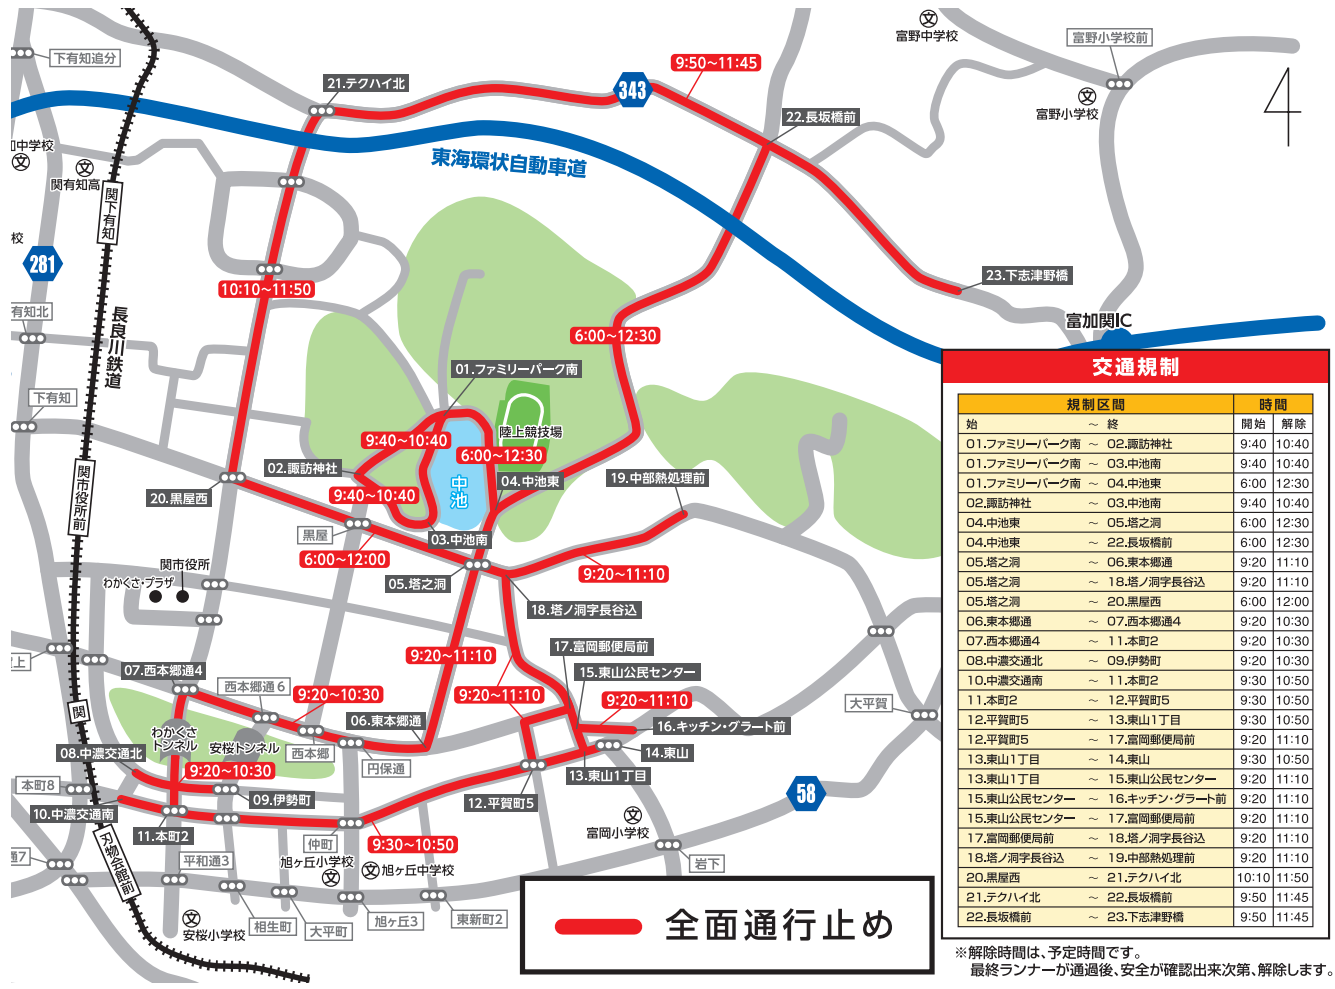 下有知追分
21.テクハイ北
343
9:50～11:45
富野中学校
富野小学校前
富野小学校
22.長坂橋前
東海環状自動車道
関有知高
関下有知
校
281
10:10～11:50
有知北
長良川鉄道
23.下志津野橋
富加関IC
6:00～12:30
01.ファミリーパーク南
下有知
9:40～10:40
陸上競技場
6:00～12:30
02.諏訪神社
中池
04.中池東
19.中部熱処理前
関市役所前
20.黒屋西
9:40～10:40
黒屋
03.中池南
6:00～12:00
05.塔之洞
9:20～11:10
関市役所
わかくさ・プラザ
18.塔ノ洞字長谷込
17.富岡郵便局前
07.西本郷通4
9:20～11:10
15.東山公民センター
西本郷通6
9:20～10:30
9:20～11:10
9:20～11:10
大平賀
関
06.東本郷通
16.キッチン・グラート前
わかくさトンネル
安桜トンネル
西本郷
08.中濃交通北
14.東山
円保通
9:20～10:30
13.東山1丁目
本町8
09.伊勢町
12.平賀町5
58
10.中濃交通南
11.本町2
仲町
9:30～10:50
富岡小学校
刃物会館前
平和通3
旭ヶ丘小学校
旭ヶ丘中学校
岩下
通7
相生町
大平町
旭ヶ丘3
東新町2
安桜小学校
全面通行止め
交通規制
規制区間 時間
始 ～ 終 開始 解除
01.ファミリーパーク南 ～ 02.諏訪神社 9:40 10:40
01.ファミリーパーク南 ～ 03.中池南 9:40 10:40
01.ファミリーパーク南 ～ 04.中池東 6:00 12:30
02.諏訪神社 ～ 03.中池南 9:40 10:40
04.中池東 ～ 05.塔之洞 6:00 12:30
04.中池東 ～ 22.長坂橋前 6:00 12:30
05.塔之洞 ～ 06.東本郷通 9:20 11:10
05.塔之洞 ～ 18.塔ノ洞字長谷込 9:20 11:10
05.塔之洞 ～ 20.黒屋西 6:00 12:00
06.東本郷通 ～ 07.西本郷通4 9:20 10:30
07.西本郷通4 ～ 11.本町2 9:20 10:30
08.中濃交通北 ～ 09.伊勢町 9:20 10:30
10.中濃交通南 ～ 11.本町2 9:30 10:50
11.本町2 ～ 12.平賀町5 9:30 10:50
12.平賀町5 ～ 13.東山1丁目 9:30 10:50
12.平賀町5 ～ 17.富岡郵便局前 9:20 11:10
13.東山1丁目 ～ 14.東山 9:30 10:50
13.東山1丁目 ～ 15.東山公民センター 9:20 11:10
15.東山公民センター ～ 16.キッチン・グラート前 9:20 11:10
15.東山公民センター ～ 17.富岡郵便局前 9:20 11:10
17.富岡郵便局前 ～ 18.塔ノ洞字長谷込 9:20 11:10
18.塔ノ洞字長谷込 ～ 19.中部熱処理前 9:20 11:10
20.黒屋西 ～ 21.テクハイ北 10:10 11:50
21.テクハイ北 ～ 22.長坂橋前 9:50 11:45
22.長坂橋前 ～ 23.下志津野橋 9:50 11:45
※解除時間は、予定時間です。
最終ランナーが通過後、安全が確認出来次第、解除します。